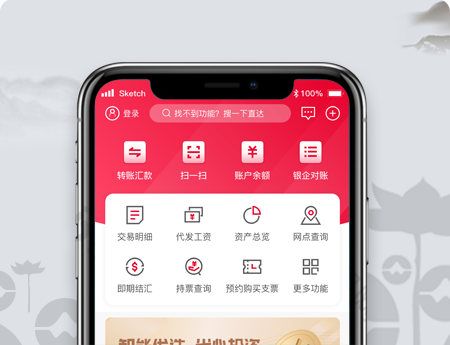 Sketch 100%
登录 找不到功能？搜一下直达
转账汇款 扫一扫 账户余额 银企对账
交易明细 代发工资 资产总览 网点查询
即期结汇 持票查询 预约购买支票 更多功能